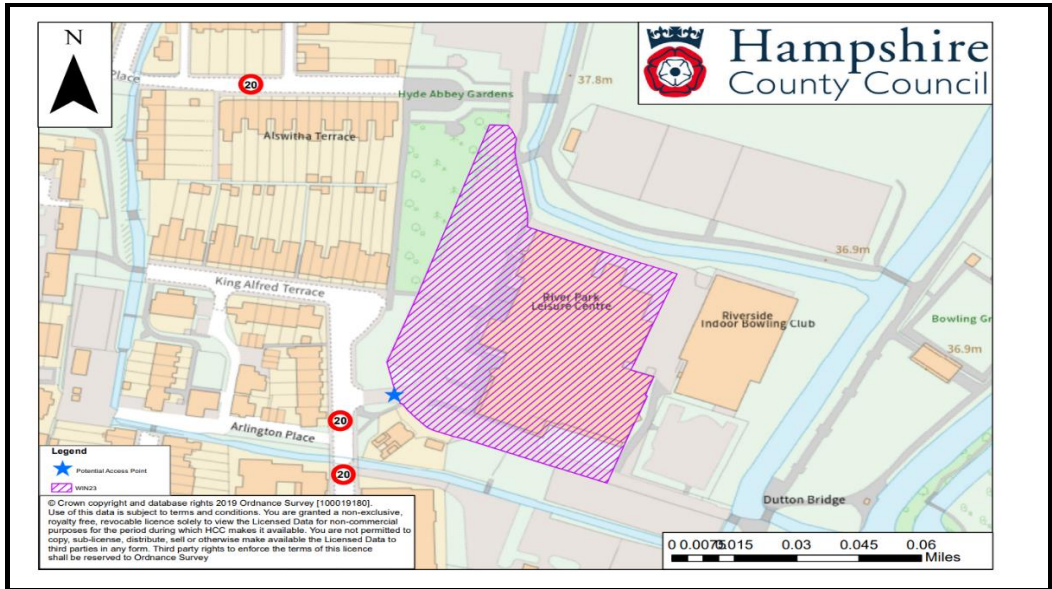 N
Hampshire
County Council
Place
20
37.8m
Hyde Abbey Gardens
Alswitha Terrace
36.9m
King Alfred Terrace
River Park
Leisure Centre
Riverside
Indoor Bowling Club
Bowling Gr
36.9m
20
Arlington Place
20
Dutton Bridge
Legend
Potential Access Point
WIN23
© Crown copyright and database rights 2019 Ordnance Survey [100019180].
Use of this data is subject to terms and conditions. You are granted a non-exclusive,
royalty free, revocable licence solely to view the Licensed Data for non-commercial
purposes for the period during which HCC makes it available. You are not permitted to
copy, sub-license, distribute, sell or otherwise make available the Licensed Data to
third parties in any form. Third party rights to enforce the terms of this licence
shall be reserved to Ordnance Survey
0 0.0075 0.015 0.03 0.045 0.06
Miles